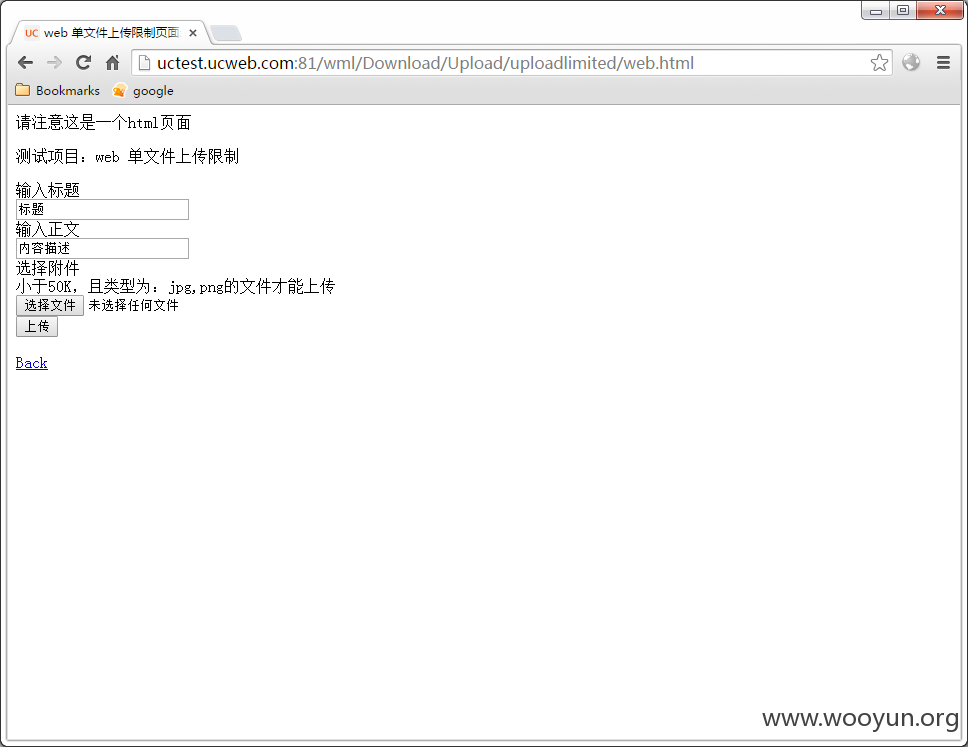 UC web 单文件上传限制页面
uctest.ucweb.com:81/wml/Download/Upload/uploadlimited/web.html
Bookmarks google
请注意这是一个html页面
测试项目：web 单文件上传限制
输入标题
标题
输入正文
内容描述
选择附件
小于50K，且类型为：jpg,png的文件才能上传
选择文件 未选择任何文件
上传
Back
www.wooyun.org